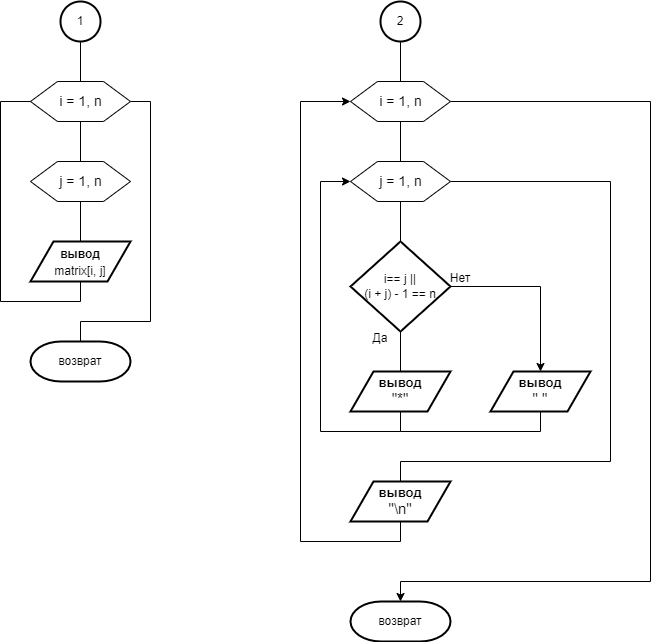 1
i = 1, n
j = 1, n
вывод
matrix[i, j]
возврат
2
i = 1, n
j = 1, n
i== j ||
(i + j) - 1 == n
Нет
Да
вывод
"*"
вывод
" "
вывод
"\n"
возврат